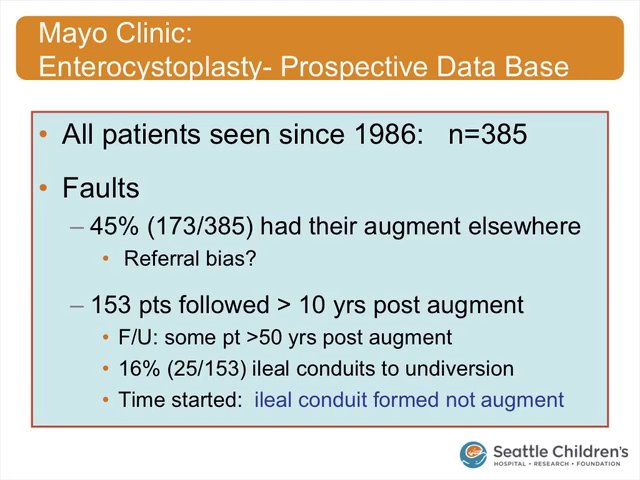 Mayo Clinic:
Enterocystoplasty- Prospective Data Base
• All patients seen since 1986: n=385
• Faults
– 45% (173/385) had their augment elsewhere
• Referral bias?
– 153 pts followed > 10 yrs post augment
• F/U: some pt >50 yrs post augment
• 16% (25/153) ileal conduits to undiversion
• Time started: ileal conduit formed not augment
Seattle Children's
HOSPITAL • RESEARCH • FOUNDATION